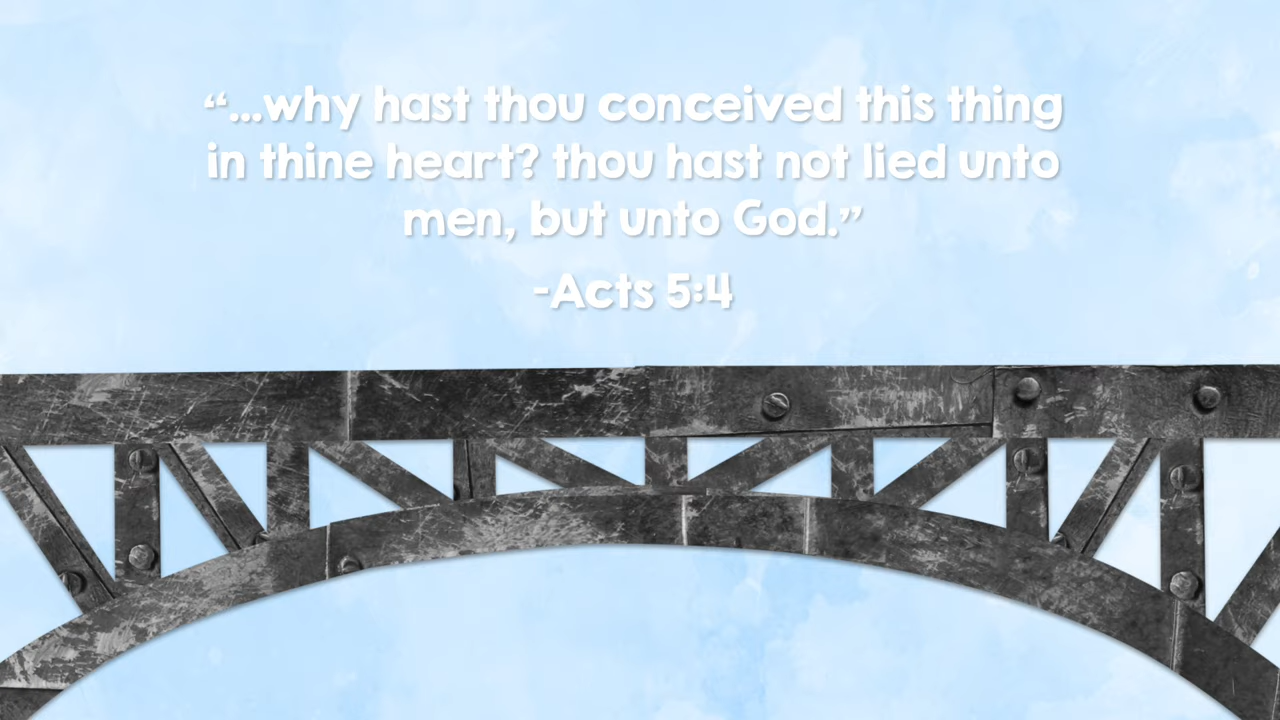 “...why hast thou conceived this thing
in thine heart? thou hast not lied unto
men, but unto God.”
-Acts 5:4